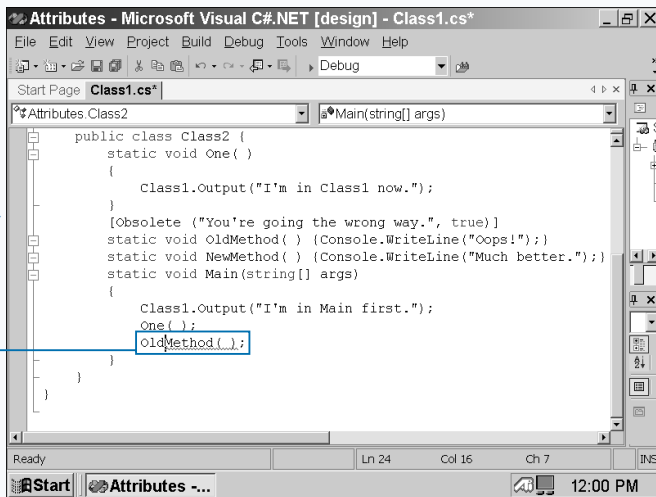 Attributes - Microsoft Visual C#.NET [design] - Class1.cs*
File Edit View Project Build Debug Tools Window Help
Debug
Start Page Class1.cs*
Attributes.Class2 Main(string[] args)
public class Class2 {
static void One( )
{
Class1.Output("I'm in Class1 now.");
}
[Obsolete ("You're going the wrong way.", true)]
static void OldMethod( ) {Console.WriteLine("Oops!");}
static void NewMethod( ) {Console.WriteLine("Much better.");}
static void Main(string[] args)
{
Class1.Output("I'm in Main first.");
One( );
OldMethod( );
}
}
}
Ready Ln 24 Col 16 Ch 7 INS
Start Attributes -... 12:00 PM